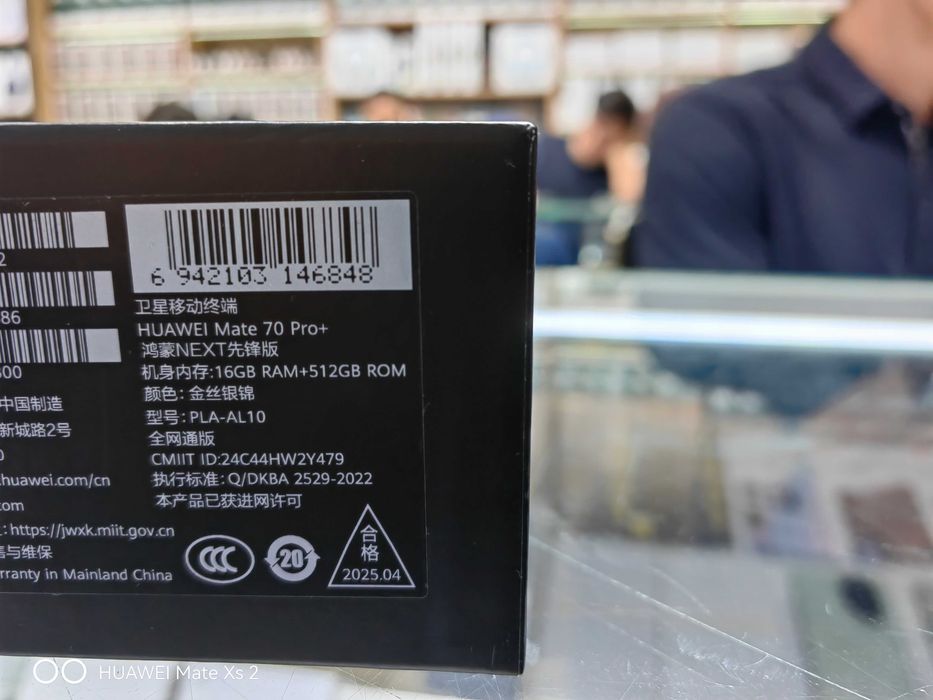 2
86
300
中国制造
新城路2号
0
huawei.com/cn
com
: https://jwxk.miit.gov.cn
售与维保
rranty in Mainland China
6 942103 146848
卫星移动终端
HUAWEI Mate 70 Pro+
鸿蒙NEXT先锋版
机身内存:16GB RAM+512GB ROM
颜色: 金丝银锦
型号: PLA-AL10
全网通版
CMIIT ID:24C44HW2Y479
执行标准: Q/DKBA 2529-2022
本产品已获进网许可
CCC
20
合格
2025.04
HUAWEI Mate Xs 2